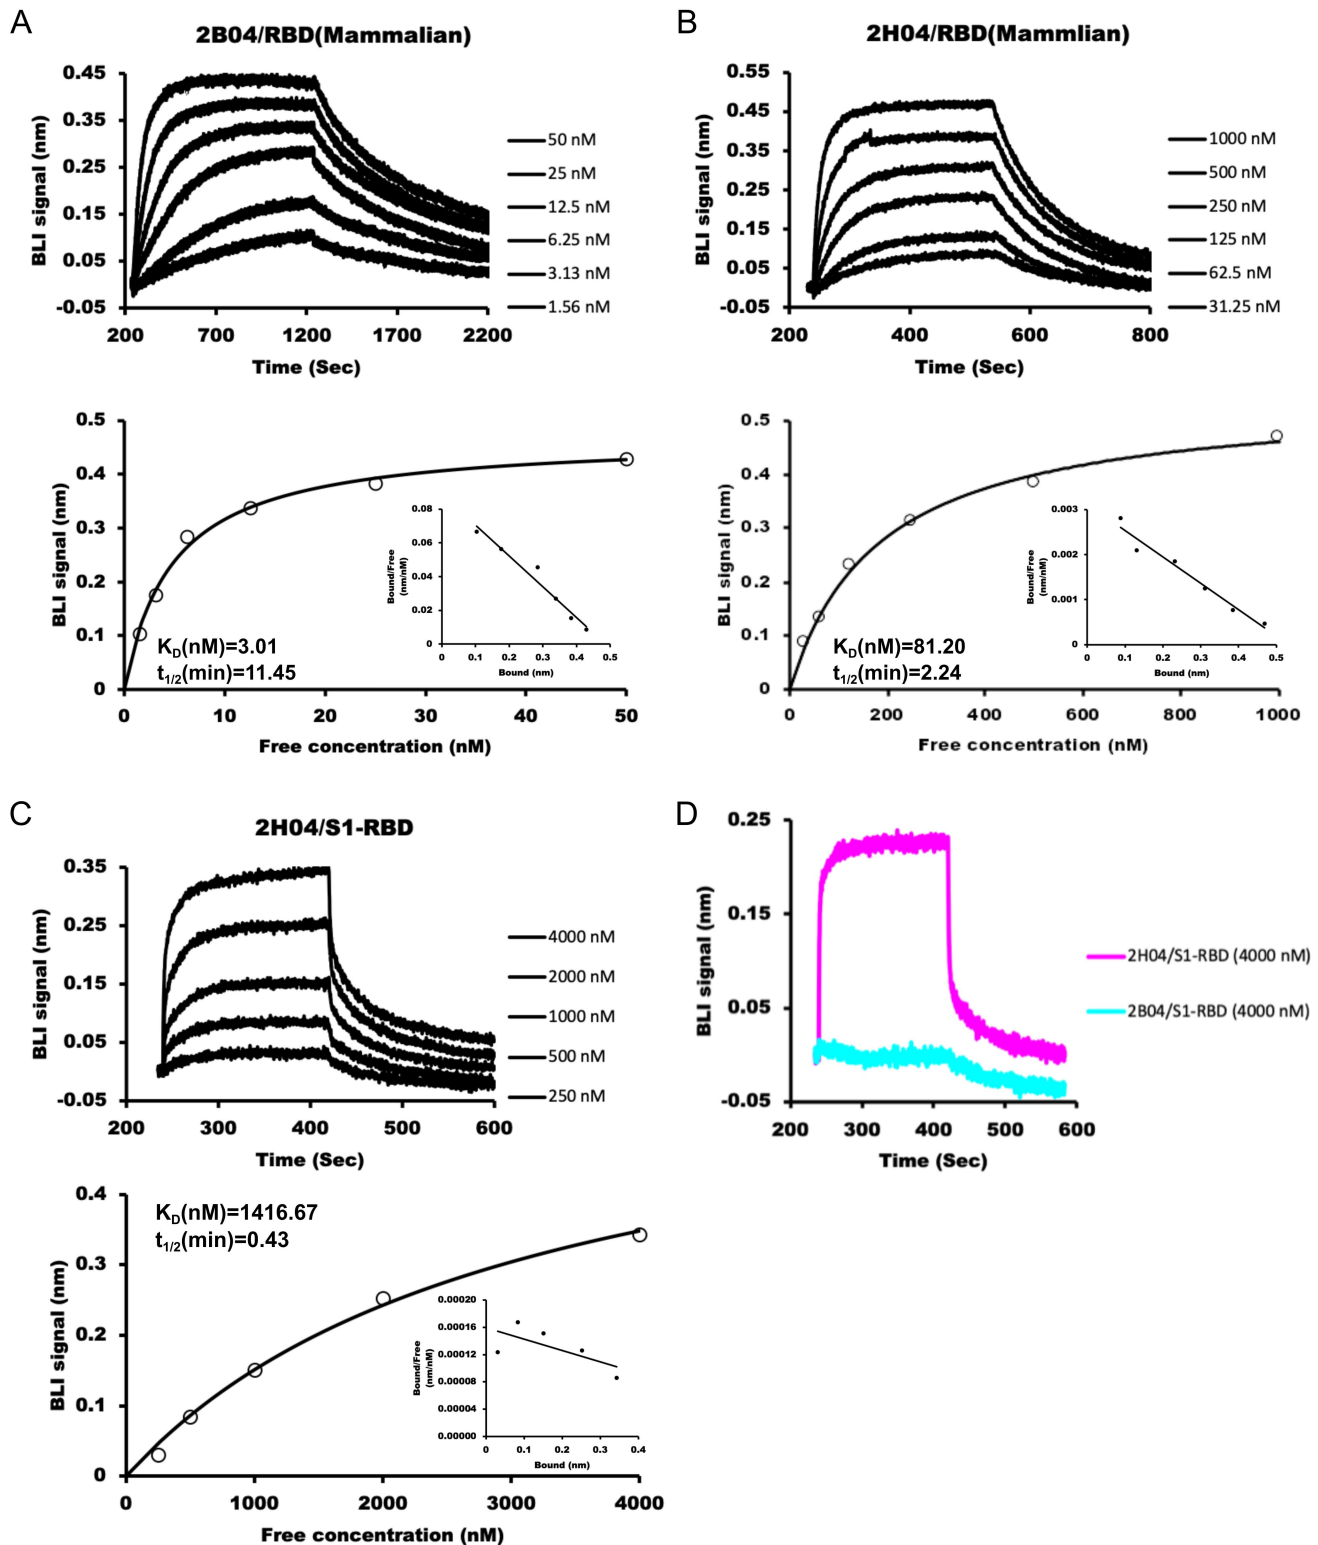 A
2B04/RBD(Mammalian)
BLI signal (nm)
0.45
0.35
0.25
0.15
0.05
-0.05
200 700 1200 1700 2200
Time (Sec)
50 nM
25 nM
12.5 nM
6.25 nM
3.13 nM
1.56 nM
BLI signal (nm)
0.5
0.4
0.3
0.2
0.1
0
0 10 20 30 40 50
Free concentration (nM)
KD(nM)=3.01
t1/2(min)=11.45
Bound/Free
(nm/nM)
0.08
0.06
0.04
0.02
0
0 0.1 0.2 0.3 0.4 0.5
Bound (nm)
B
2H04/RBD(Mammlian)
BLI signal (nm)
0.55
0.45
0.35
0.25
0.15
0.05
-0.05
200 400 600 800
Time (Sec)
1000 nM
500 nM
250 nM
125 nM
62.5 nM
31.25 nM
BLI signal (nm)
0.5
0.4
0.3
0.2
0.1
0
0 200 400 600 800 1000
Free concentration (nM)
KD(nM)=81.20
t1/2(min)=2.24
Bound/Free
(nm/nM)
0.003
0.002
0.001
0
0 0.1 0.2 0.3 0.4 0.5
Bound (nm)
C
2H04/S1-RBD
BLI signal (nm)
0.35
0.25
0.15
0.05
-0.05
200 300 400 500 600
Time (Sec)
4000 nM
2000 nM
1000 nM
500 nM
250 nM
BLI signal (nm)
0.4
0.3
0.2
0.1
0
0 1000 2000 3000 4000
Free concentration (nM)
KD(nM)=1416.67
t1/2(min)=0.43
Bound/Free
(nm/nM)
0.00020
0.00016
0.00012
0.00008
0.00004
0.00000
0 0.1 0.2 0.3 0.4
Bound (nm)
D
BLI signal (nm)
0.25
0.15
0.05
-0.05
200 300 400 500 600
Time (Sec)
2H04/S1-RBD (4000 nM)
2B04/S1-RBD (4000 nM)